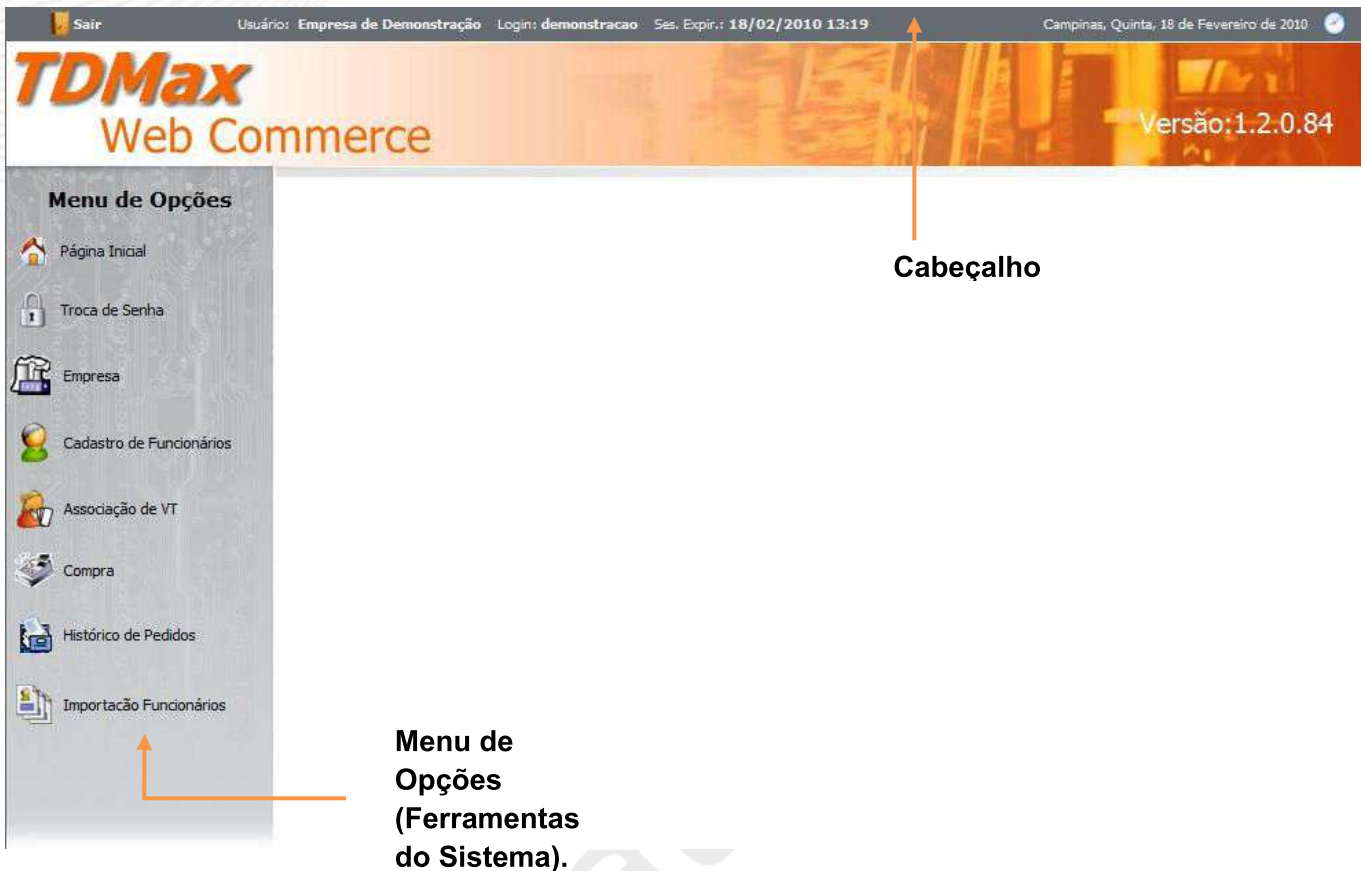 Sair Usuário: Empresa de Demonstração Login: demonstracao Ses. Expir.: 18/02/2010 13:19 Campinas, Quinta, 18 de Fevereiro de 2010
TDMax
Web Commerce
Versão:1.2.0.84
Menu de Opções
Página Inicial
Troca de Senha
Empresa
Cadastro de Funcionários
Associação de VT
Compra
Histórico de Pedidos
Importacão Funcionários
Cabeçalho
Menu de
Opções
(Ferramentas
do Sistema).